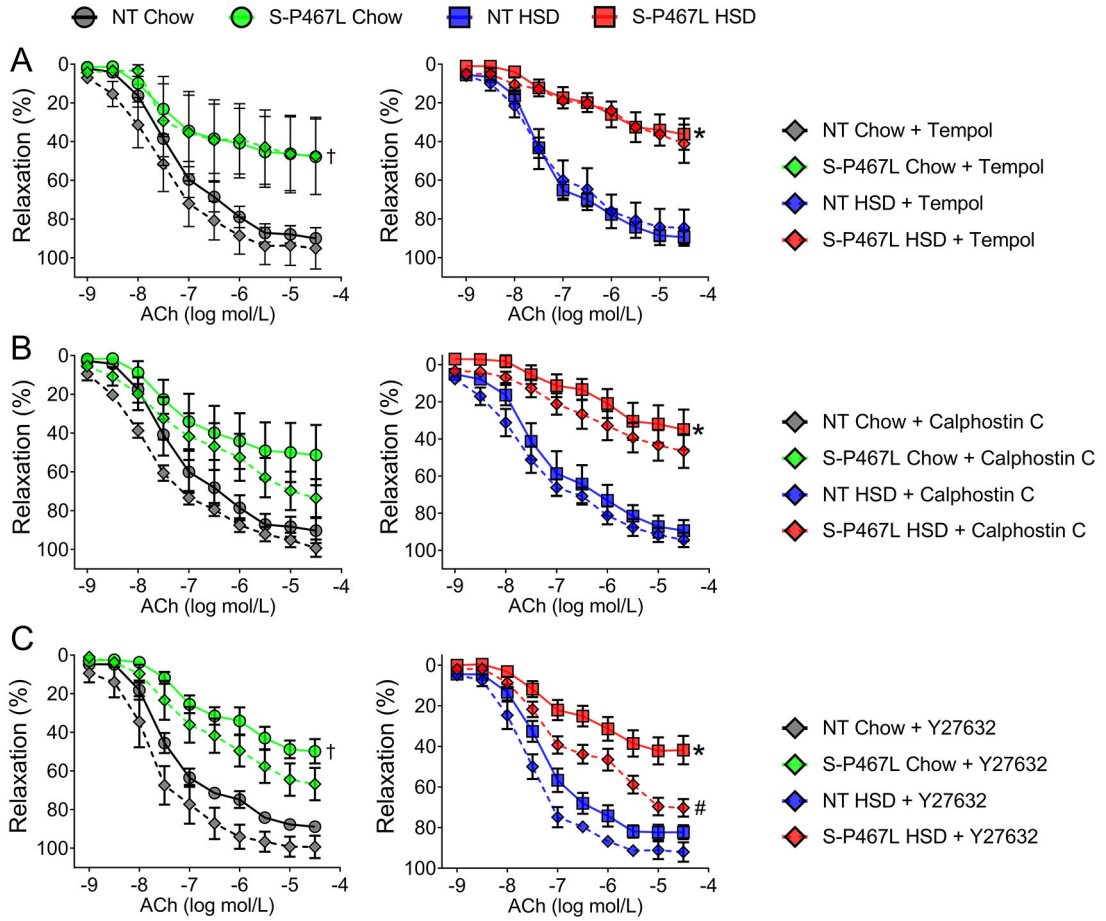 NT Chow S-P467L Chow NT HSD S-P467L HSD
A
Relaxation (%)
0
20
40
60
80
100
†
-9 -8 -7 -6 -5 -4
ACh (log mol/L)
Relaxation (%)
0
20
40
60
80
100
*
-9 -8 -7 -6 -5 -4
ACh (log mol/L)
NT Chow + Tempol
S-P467L Chow + Tempol
NT HSD + Tempol
S-P467L HSD + Tempol
B
Relaxation (%)
0
20
40
60
80
100
-9 -8 -7 -6 -5 -4
ACh (log mol/L)
Relaxation (%)
0
20
40
60
80
100
*
-9 -8 -7 -6 -5 -4
ACh (log mol/L)
NT Chow + Calphostin C
S-P467L Chow + Calphostin C
NT HSD + Calphostin C
S-P467L HSD + Calphostin C
C
Relaxation (%)
0
20
40
60
80
100
†
-9 -8 -7 -6 -5 -4
ACh (log mol/L)
Relaxation (%)
0
20
40
60
80
100
*
#
-9 -8 -7 -6 -5 -4
ACh (log mol/L)
NT Chow + Y27632
S-P467L Chow + Y27632
NT HSD + Y27632
S-P467L HSD + Y27632